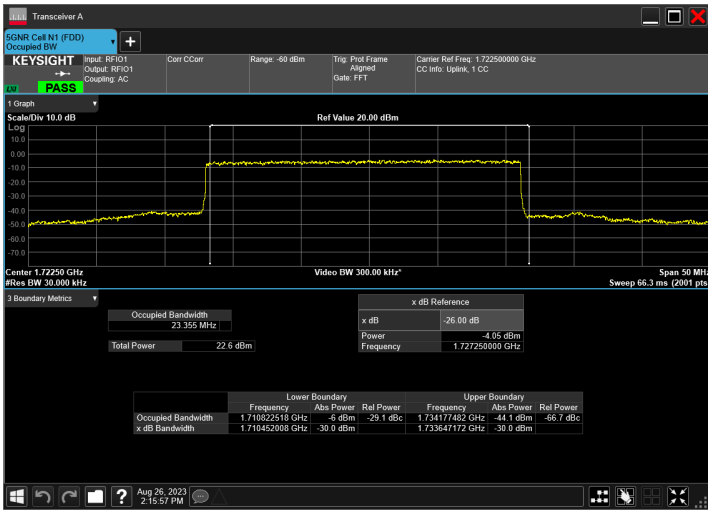 Transceiver A
5GNR Cell N1 (FDD)
Occupied BW
KEYSIGHT
LXI
PASS
Input: RFIO1
Output: RFIO1
Coupling: AC
Corr CCorr
Range: -60 dBm
Trig: Prot Frame
Aligned
Gate: FFT
Carrier Ref Freq: 1.722500000 GHz
CC Info: Uplink, 1 CC
1 Graph
Scale/Div 10.0 dB
Ref Value 20.00 dBm
Log
10.0
0.00
-10.0
-20.0
-30.0
-40.0
-50.0
-60.0
-70.0
Center 1.72250 GHz
Video BW 300.00 kHz*
Span 50 MHz
#Res BW 30.000 kHz
Sweep 66.3 ms (2001 pts
3 Boundary Metrics
Occupied Bandwidth
23.355 MHz
Total Power 22.6 dBm
x dB Reference
x dB -26.00 dB
Power -4.05 dBm
Frequency 1.727250000 GHz
Lower Boundary Upper Boundary
Frequency Abs Power Rel Power Frequency Abs Power Rel Power
Occupied Bandwidth 1.710822518 GHz -6 dBm -29.1 dBc 1.734177482 GHz -44.1 dBm -66.7 dBc
x dB Bandwidth 1.710452008 GHz -30.0 dBm 1.733647172 GHz -30.0 dBm
?
Aug 26, 2023
2:15:57 PM